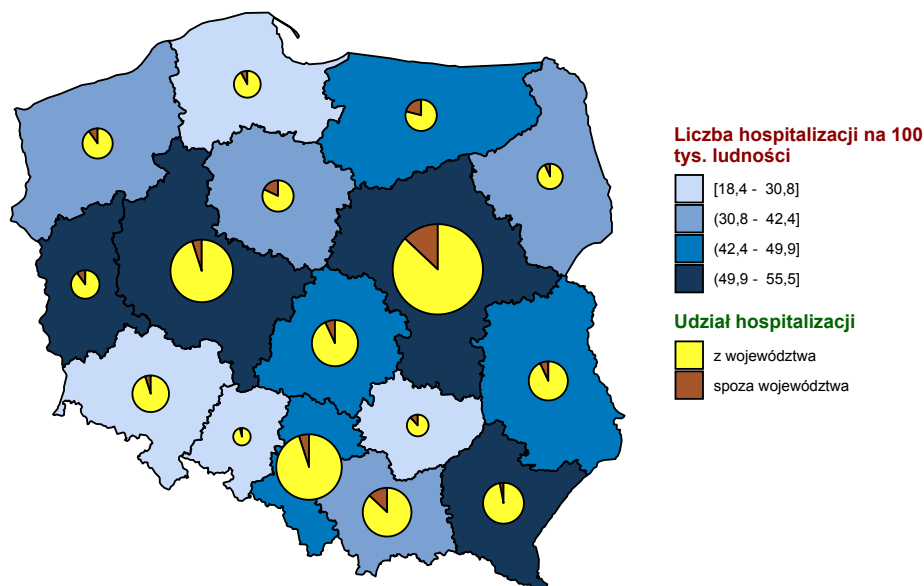 Liczba hospitalizacji na 100
tys. ludności
[18,4 - 30,8]
(30,8 - 42,4]
(42,4 - 49,9]
(49,9 - 55,5]
Udział hospitalizacji
z województwa
spoza województwa